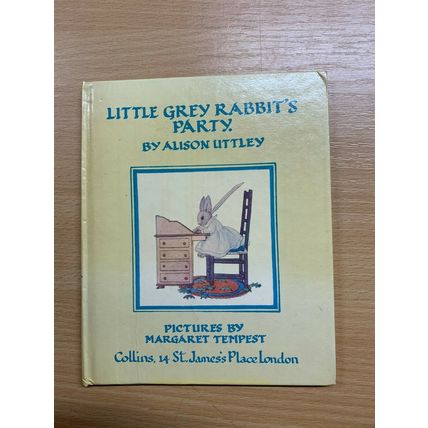 LITTLE GREY RABBIT'S
PARTY.
BY ALISON UTTLEY
PICTURES BY
MARGARET TEMPEST
Collins, 14 St. James's Place London